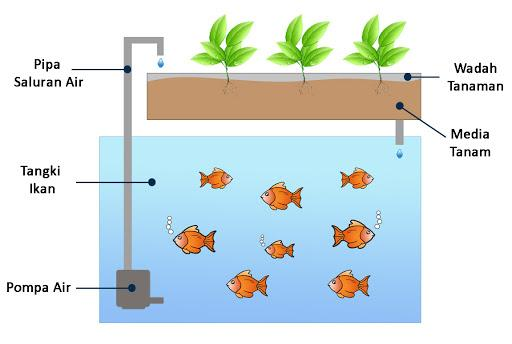 Pipa
Saluran Air
Wadah
Tanaman
Media
Tanam
Tangki
Ikan
Pompa Air